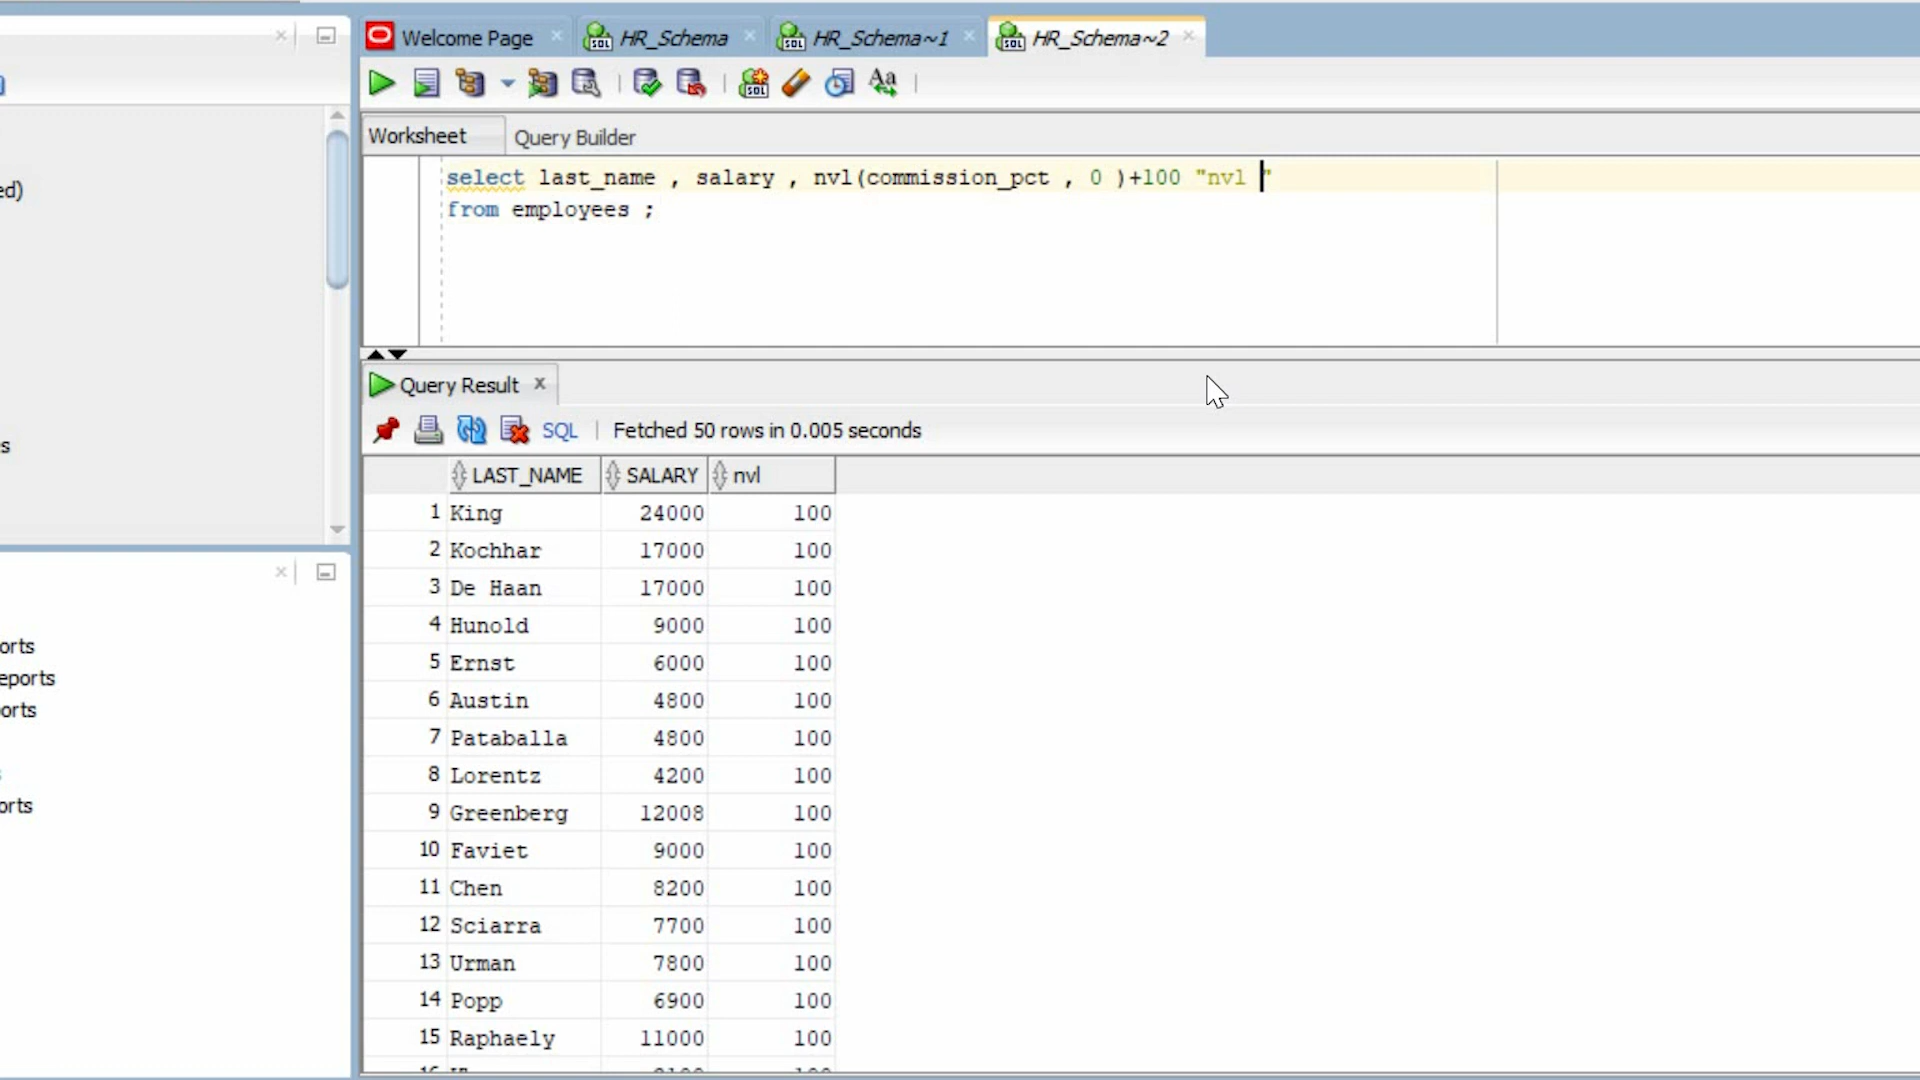 Welcome Page
HR_Schema
HR_Schema~1
HR_Schema~2
Worksheet
Query Builder
select last_name , salary , nvl(commission_pct , 0 )+100 "nvl "
from employees ;
Query Result
SQL
Fetched 50 rows in 0.005 seconds
LAST_NAME SALARY nvl
1 King 24000 100
2 Kochhar 17000 100
3 De Haan 17000 100
4 Hunold 9000 100
5 Ernst 6000 100
6 Austin 4800 100
7 Pataballa 4800 100
8 Lorentz 4200 100
9 Greenberg 12008 100
10 Faviet 9000 100
11 Chen 8200 100
12 Sciarra 7700 100
13 Urman 7800 100
14 Popp 6900 100
15 Raphaely 11000 100
ed)
s
orts
eports
orts
orts